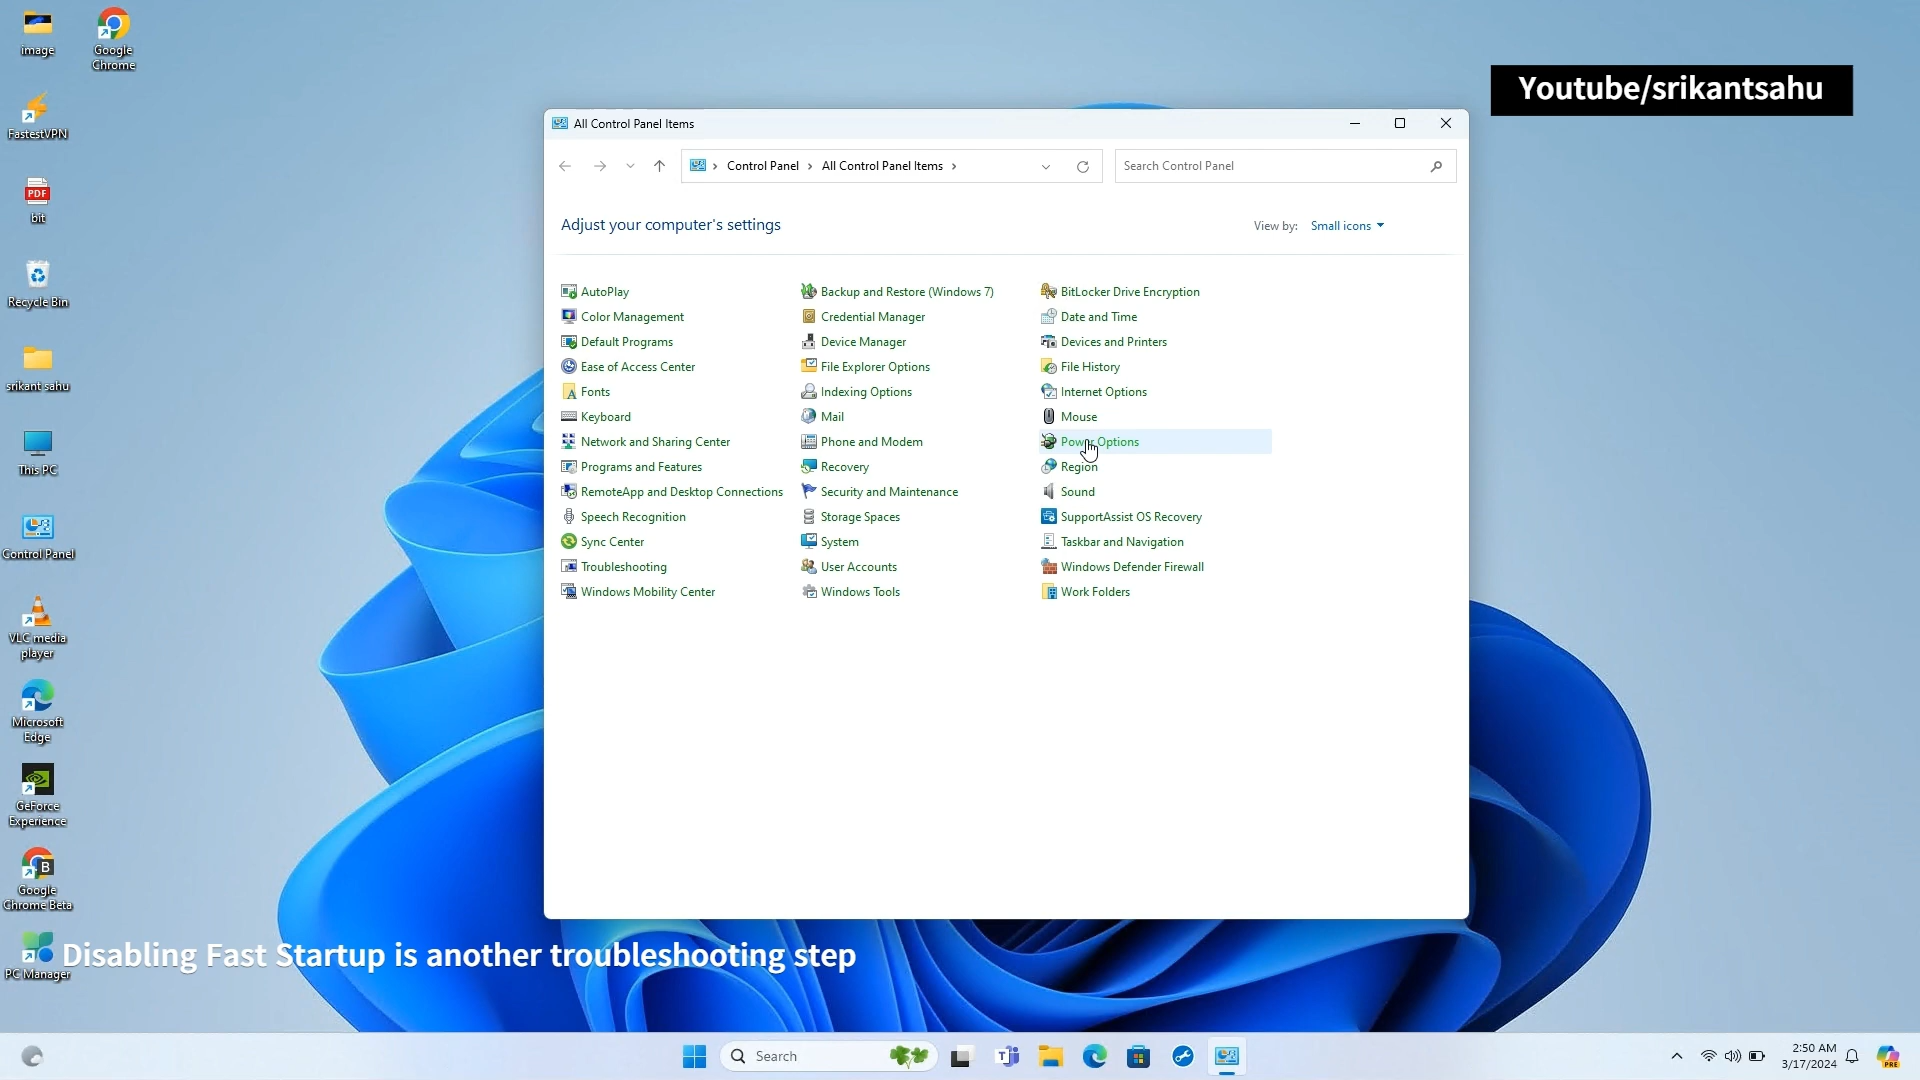 image
Google
Chrome
FastestVPN
PDF
bit
Recycle Bin
srikant sahu
This PC
Control Panel
VLC media
player
Microsoft
Edge
GeForce
Experience
B
Google
Chrome Beta
PC Manager
Youtube/srikantsahu
All Control Panel Items
Control Panel
All Control Panel Items
Search Control Panel
Adjust your computer's settings
View by: Small icons
AutoPlay
Backup and Restore (Windows 7)
BitLocker Drive Encryption
Color Management
Credential Manager
Date and Time
Default Programs
Device Manager
Devices and Printers
Ease of Access Center
File Explorer Options
File History
Fonts
Indexing Options
Internet Options
Keyboard
Mail
Mouse
Network and Sharing Center
Phone and Modem
Power Options
Programs and Features
Recovery
Region
RemoteApp and Desktop Connections
Security and Maintenance
Sound
Speech Recognition
Storage Spaces
SupportAssist OS Recovery
Sync Center
System
Taskbar and Navigation
Troubleshooting
User Accounts
Windows Defender Firewall
Windows Mobility Center
Windows Tools
Work Folders
Disabling Fast Startup is another troubleshooting step
Search
2:50 AM
3/17/2024
PRE